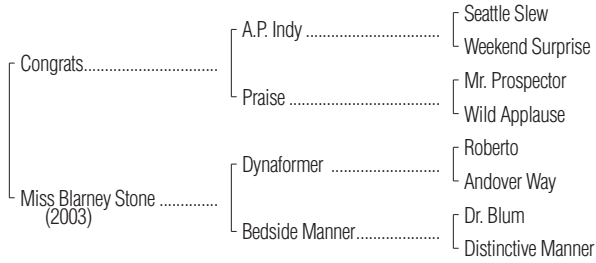 Seattle Slew
A.P. Indy ................................
Weekend Surprise
Congrats................................
Mr. Prospector
Praise ....................................
Wild Applause
Roberto
Dynaformer ..........................
Andover Way
Miss Blarney Stone ..............
(2003)
Dr. Blum
Bedside Manner....................
Distinctive Manner